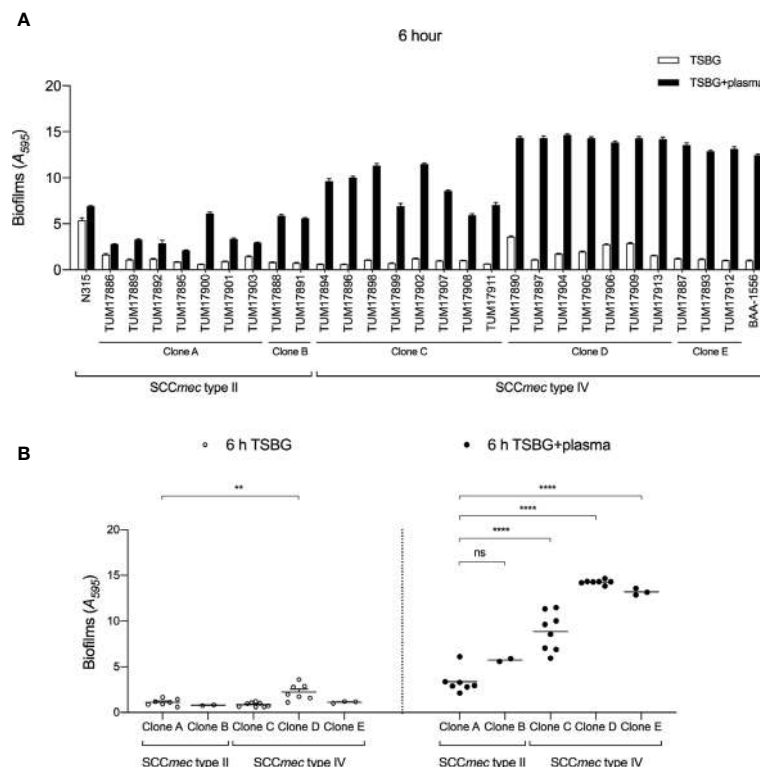 A
6 hour
TSBG
TSBG+plasma
Biofilms (A595)
20
15
10
5
0
N315
TUM17886
TUM17889
TUM17892
TUM17895
TUM17900
TUM17901
TUM17903
TUM17888
TUM17891
TUM17894
TUM17896
TUM17898
TUM17899
TUM17902
TUM17907
TUM17908
TUM17911
TUM17890
TUM17897
TUM17904
TUM17905
TUM17906
TUM17909
TUM17913
TUM17887
TUM17893
TUM17912
BAA-1556
Clone A Clone B Clone C Clone D Clone E
SCCmec type II SCCmec type IV
B
6 h TSBG 6 h TSBG+plasma
** **** **** **** ns
Biofilms (A595)
20
15
10
5
0
Clone A Clone B Clone C Clone D Clone E Clone A Clone B Clone C Clone D Clone E
SCCmec type II SCCmec type IV SCCmec type II SCCmec type IV